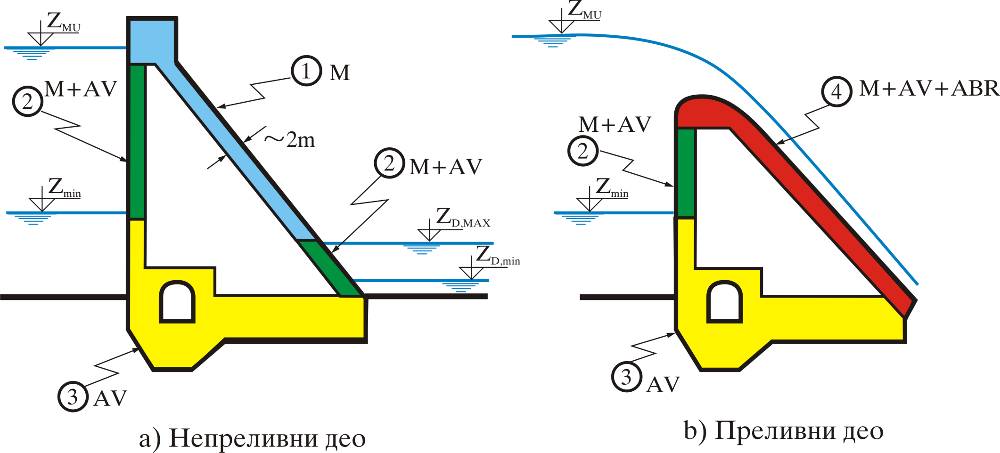 Z_MU
① M
② M+AV
~2m
② M+AV
Z_min
Z_D,MAX
Z_D,min
③ AV
a) Непреливни део
Z_MU
④ M+AV+ABR
M+AV
②
Z_min
③ AV
b) Преливни део